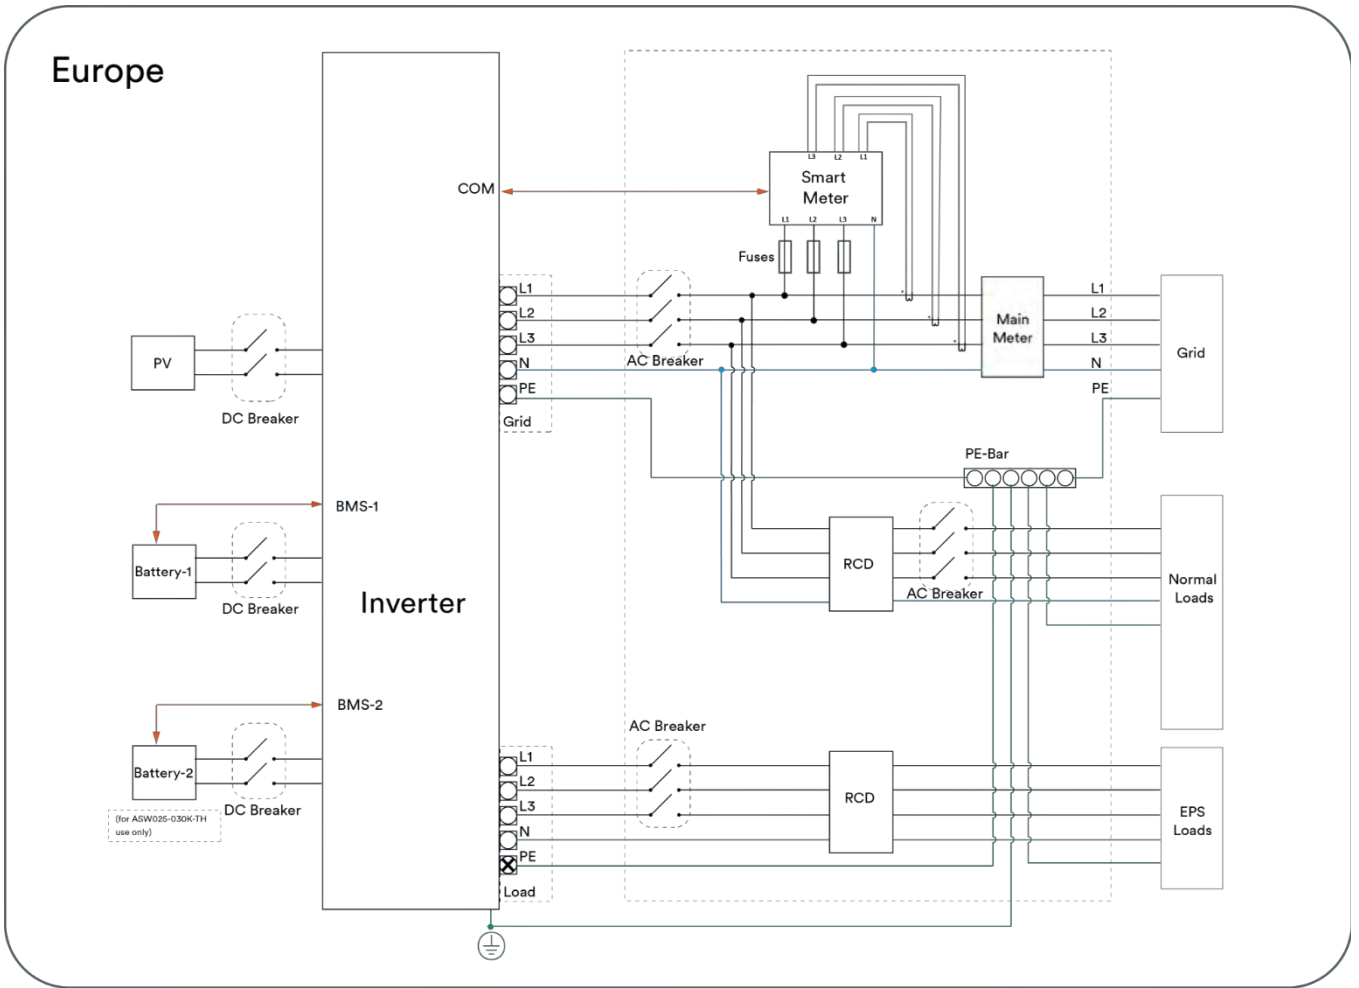 Europe
L3 L2 L1
Smart
Meter
COM
L1 L2 L3 N
Fuses
L1
L2
L3
N
PE
Grid
AC Breaker
Main
Meter
L1
L2
L3
N
PE
Grid
PV
DC Breaker
PE-Bar
BMS-1
Battery-1
DC Breaker
Inverter
RCD
AC Breaker
Normal
Loads
BMS-2
Battery-2
DC Breaker
(for ASW025-030K-TH
use only)
AC Breaker
L1
L2
L3
N
PE
Load
RCD
EPS
Loads